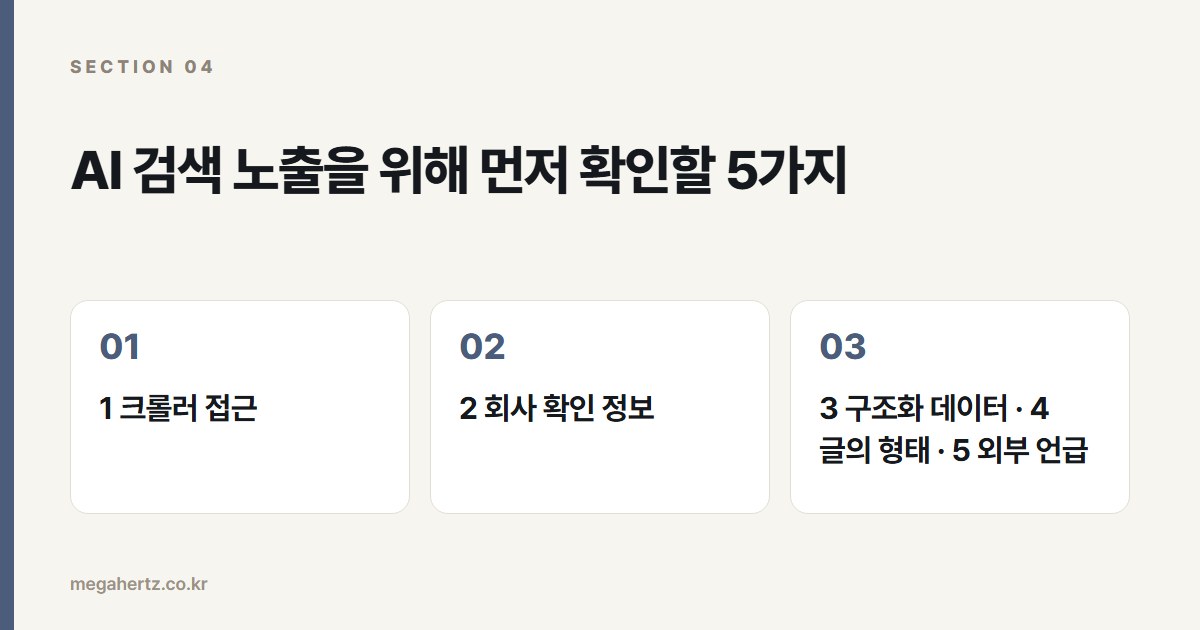 SECTION 04
AI 검색 노출을 위해 먼저 확인할 5가지
01
1 크롤러 접근
02
2 회사 확인 정보
03
3 구조화 데이터 · 4
글의 형태 · 5 외부 언급
megahertz.co.kr